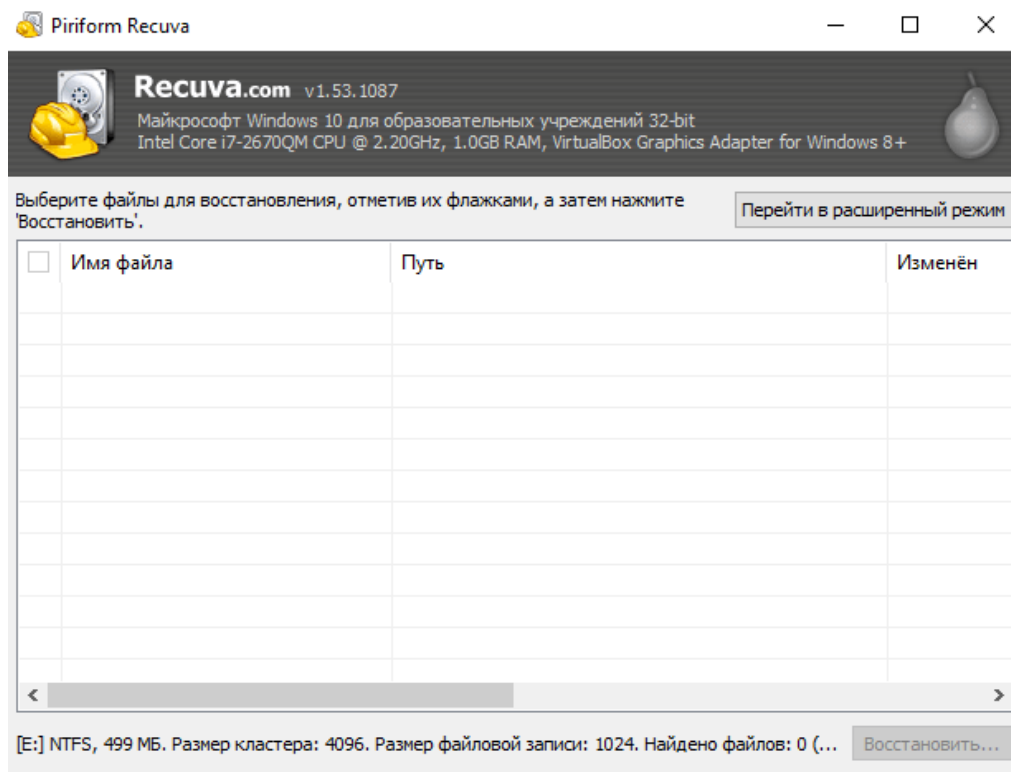 Piriform Recuva
Recuva.com v1.53.1087
Майкрософт Windows 10 для образовательных учреждений 32-bit
Intel Core i7-2670QM CPU @ 2.20GHz, 1.0GB RAM, VirtualBox Graphics Adapter for Windows 8+
Выберите файлы для восстановления, отметив их флажками, а затем нажмите
'Восстановить'.
Перейти в расширенный режим
Имя файла Путь Изменён
[E:] NTFS, 499 МБ. Размер кластера: 4096. Размер файловой записи: 1024. Найдено файлов: 0 (...
Восстановить...